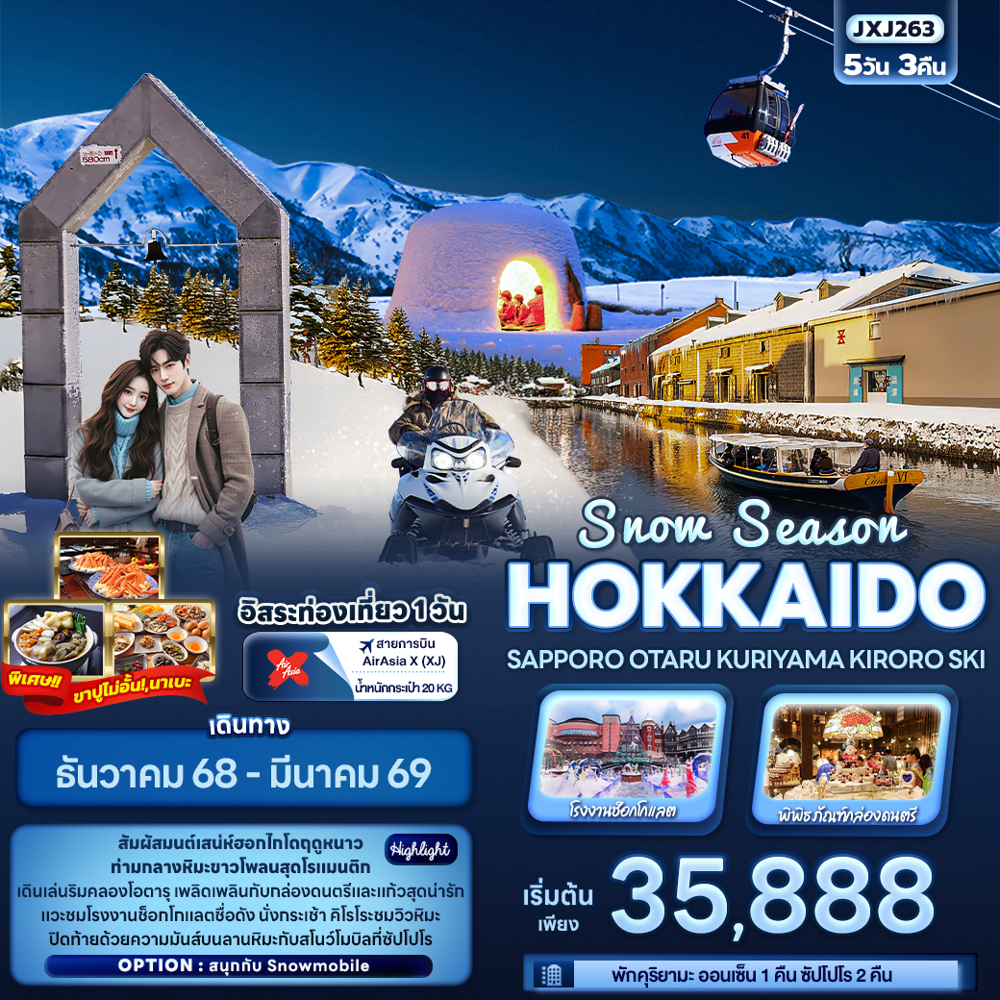 JXJ263
5วัน 3คืน
580cm
41
VI
Snow Season
HOKKAIDO
SAPPORO OTARU KURIYAMA KIRORO SKI
อิสระท่องเที่ยว 1 วัน
Air Asia X
สายการบิน
AirAsia X (XJ)
น้ำหนักกระเป๋า 20 KG
พิเศษ!! ขาปูไม่อั้น!,นาเบะ
เดินทาง
ธันวาคม 68 - มีนาคม 69
โรงงานช็อกโกแลต
พิพิธภัณฑ์กล่องดนตรี
Highlight
สัมผัสมนต์เสน่ห์ฮอกไกโดฤดูหนาว
ท่ามกลางหิมะขาวโพลนสุดโรแมนติก
เดินเล่นริมคลองโอตารุ เพลิดเพลินกับกล่องดนตรีและแก้วสุดน่ารัก
แวะชมโรงงานช็อกโกแลตชื่อดัง นั่งกระเช้า คิโรโระชมวิวหิมะ
ปิดท้ายด้วยความมันส์บนลานหิมะกับสโนว์โมบิลที่ซัปโปโร
OPTION : สนุกกับ Snowmobile
เริ่มต้น
เพียง
35,888
พักคุริยามะ ออนเซ็น 1 คืน ซัปโปโร 2 คืน